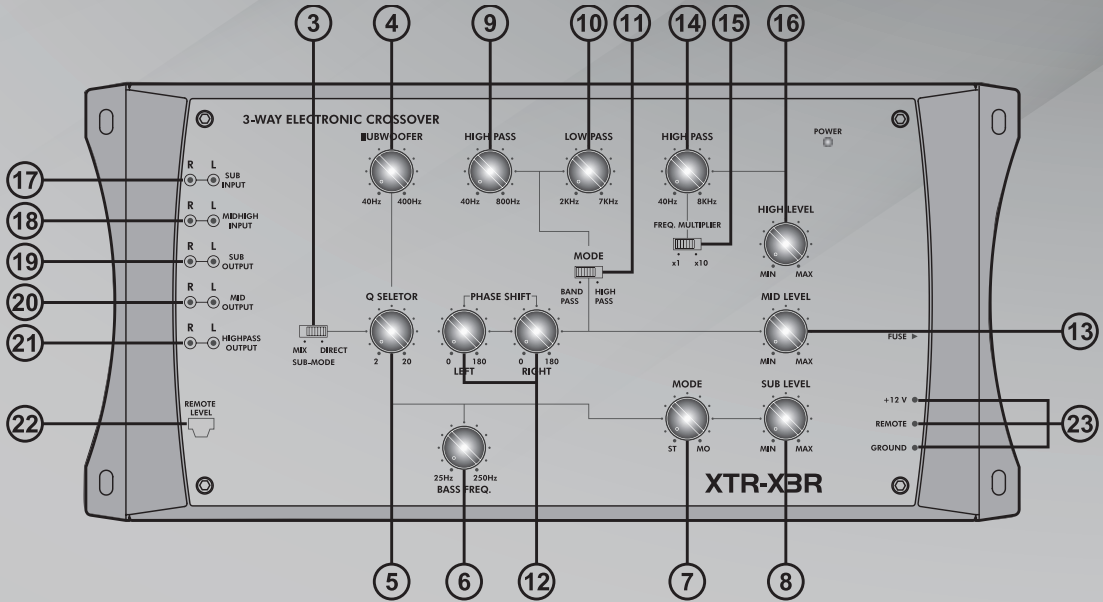 3 4 9 10 11 14 15 16
3-WAY ELECTRONIC CROSSOVER
SUBWOOFER HIGH PASS LOW PASS HIGH PASS POWER
40Hz 400Hz 40Hz 800Hz 2KHz 7KHz 40Hz 8KHz
17 R L SUB INPUT
18 R L MIDHIGH INPUT
19 R L SUB OUTPUT
20 R L MID OUTPUT
21 R L HIGHPASS OUTPUT
22 REMOTE LEVEL
FREQ. MULTIPLIER
x1 x10
HIGH LEVEL
MIN MAX
MODE
BAND PASS HIGH PASS
Q SELETOR PHASE SHIFT MID LEVEL
MIX DIRECT
SUB-MODE
2 20 0 180 0 180 MIN MAX
LEFT RIGHT
FUSE
13
MODE SUB LEVEL
ST MO MIN MAX
+12 V
REMOTE 23
GROUND
25Hz 250Hz
BASS FREQ.
XTR-X3R
5 6 12 7 8